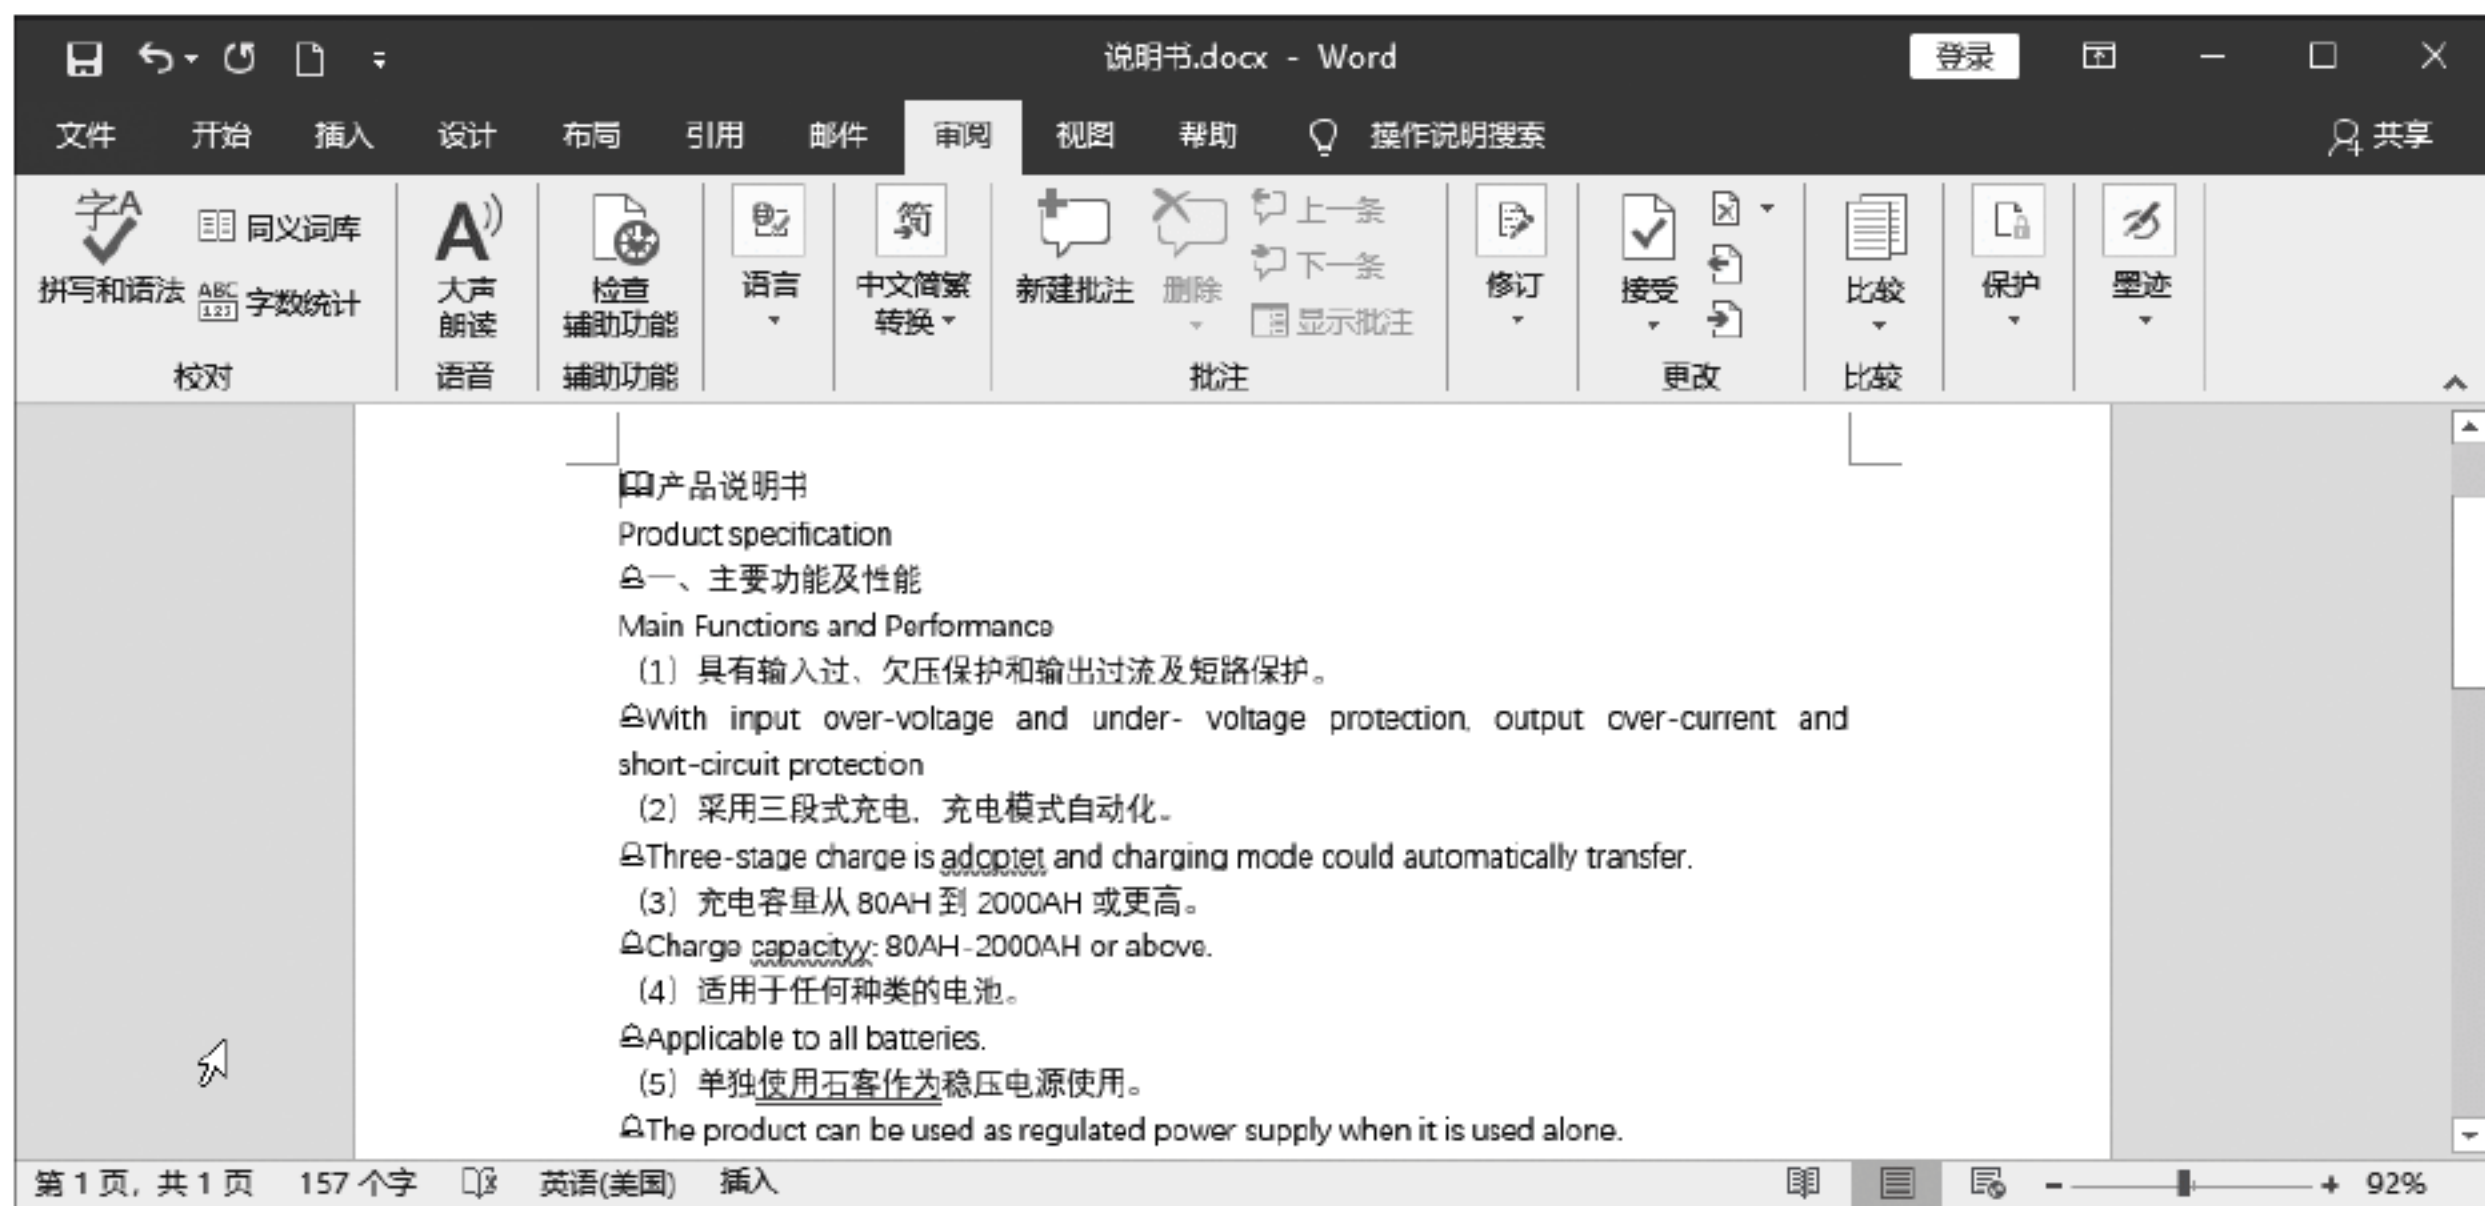 说明书.docx - Word
登录
文件 开始 插入 设计 布局 引用 邮件 审阅 视图 帮助 操作说明搜索 共享
拼写和语法
同义词库
字数统计
校对
大声
朗读
语音
检查
辅助功能
辅助功能
语言
中文简繁
转换
新建批注
删除
上一条
下一条
显示批注
批注
修订
接受
更改
比较
比较
保护
墨迹
产品说明书
Product specification
一、主要功能及性能
Main Functions and Performance
（1）具有输入过、欠压保护和输出过流及短路保护。
With input over-voltage and under- voltage protection, output over-current and
short-circuit protection
（2）采用三段式充电，充电模式自动化。
Three-stage charge is adoptet and charging mode could automatically transfer.
（3）充电容量从 80AH 到 2000AH 或更高。
Charge capacityy: 80AH-2000AH or above.
（4）适用于任何种类的电池。
Applicable to all batteries.
（5）单独使用石客作为稳压电源使用。
The product can be used as regulated power supply when it is used alone.
第 1 页，共 1 页 157 个字 英语(美国) 插入 92%